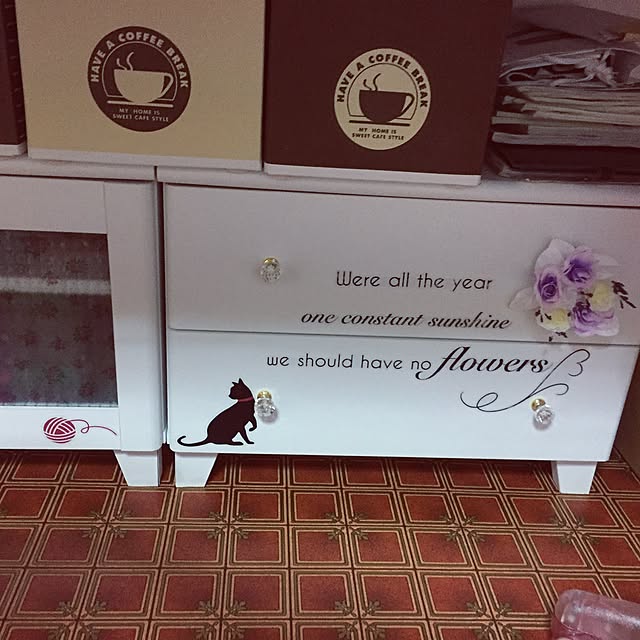 HAVE A COFFEE BREAK
MY HOME IS
SWEET CAFE STYLE
HAVE A COFFEE BREAK
MY HOME IS
SWEET CAFE STYLE
Were all the year
one constant sunshine
we should have no flowers